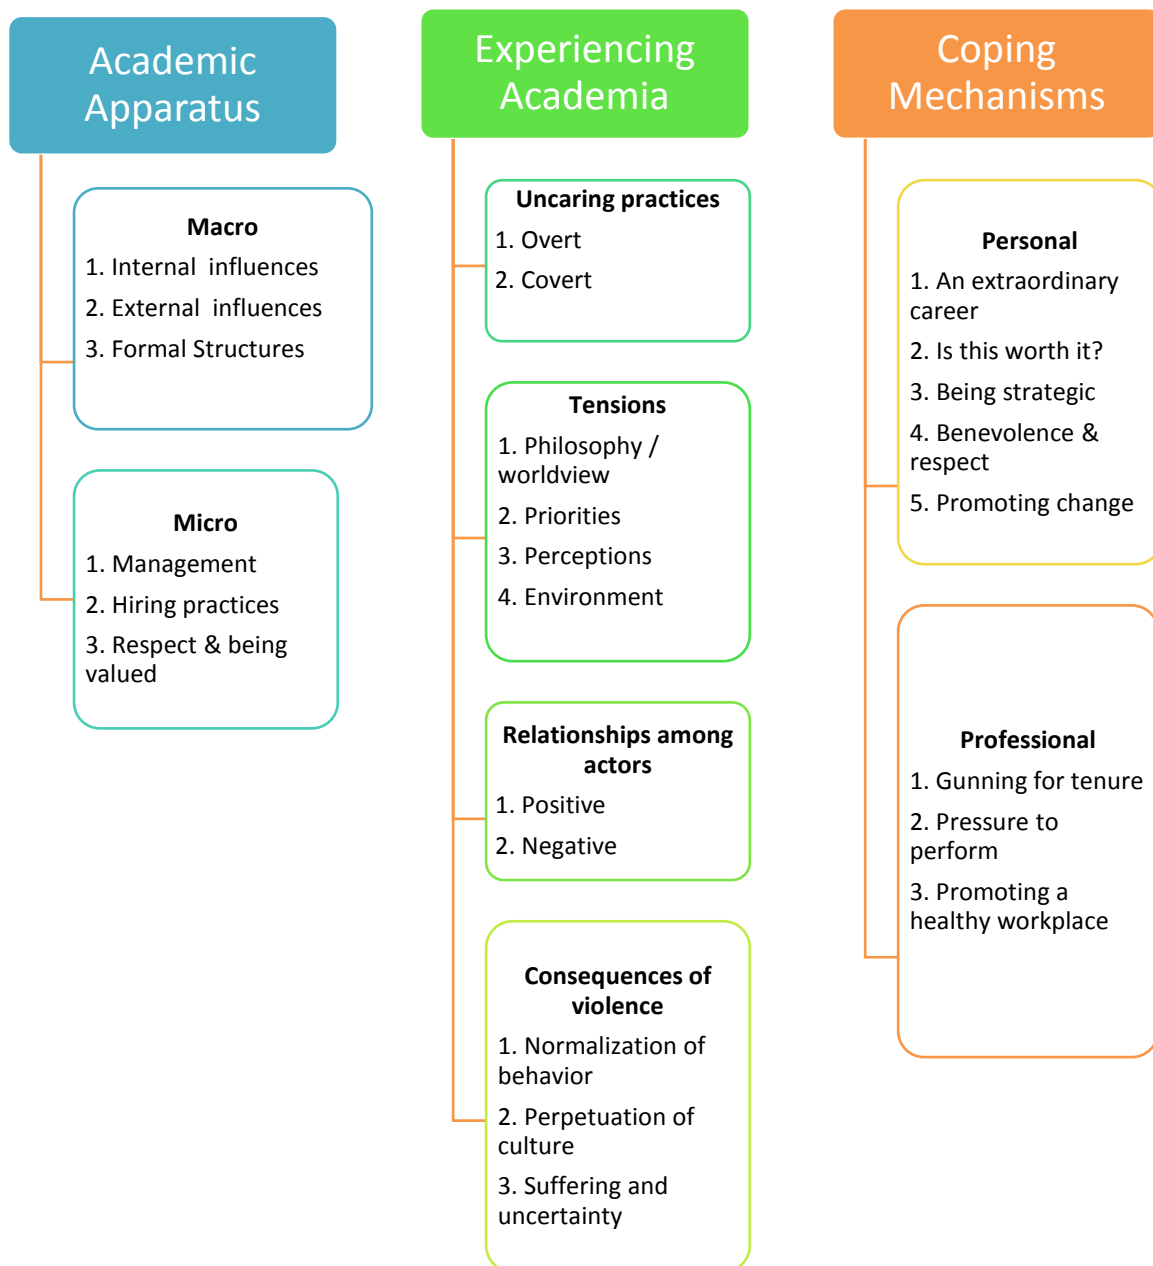 Academic
Apparatus
Macro
1. Internal  influences
2. External  influences
3. Formal Structures
Micro
1. Management
2. Hiring practices
3. Respect & being
valued
Experiencing
Academia
Uncaring practices
1. Overt
2. Covert
Tensions
1. Philosophy /
worldview
2. Priorities
3. Perceptions
4. Environment
Relationships among
actors
1. Positive
2. Negative
Consequences of
violence
1. Normalization of
behavior
2. Perpetuation of
culture
3. Suffering and
uncertainty
Coping
Mechanisms
Personal
1. An extraordinary
career
2. Is this worth it?
3. Being strategic
4. Benevolence &
respect
5. Promoting change
Professional
1. Gunning for tenure
2. Pressure to
perform
3. Promoting a
healthy workplace